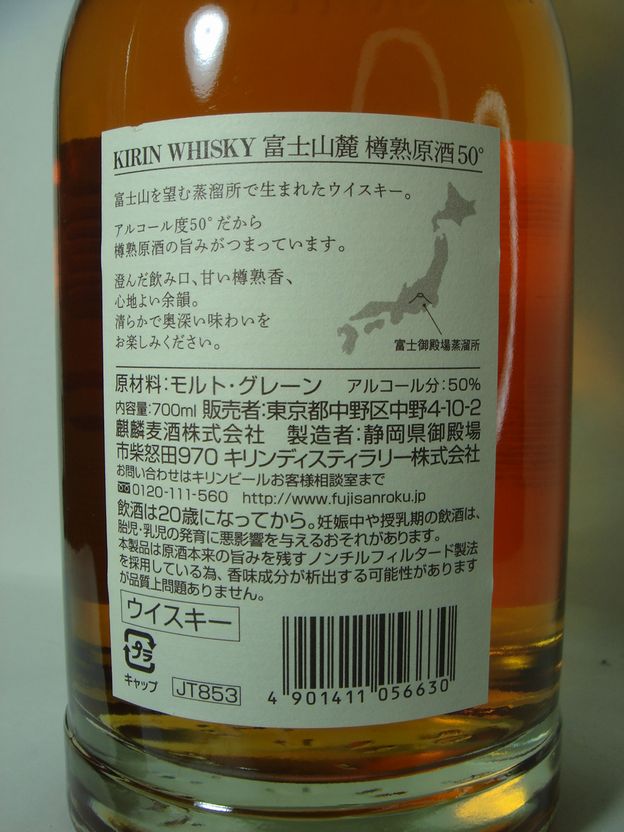 KIRIN WHISKY 富士山麓 樽熟原酒50°
富士山を望む蒸溜所で生まれたウイスキー。
アルコール度50°だから
樽熟原酒の旨みがつまっています。
澄んだ飲み口、甘い樽熟香、
心地よい余韻。
清らかで奥深い味わいを
お楽しみください。
富士御殿場蒸溜所
原材料:モルト・グレーン アルコール分:50%
内容量:700ml 販売者:東京都中野区中野4-10-2
麒麟麦酒株式会社 製造者:静岡県御殿場
市柴怒田970 キリンディスティラリー株式会社
お問い合わせはキリンビールお客様相談室まで
0120-111-560 http://www.fujisanroku.jp
飲酒は20歳になってから。妊娠中や授乳期の飲酒は、
胎児・乳児の発育に悪影響を与えるおそれがあります。
本製品は原酒本来の旨みを残すノンチルフィルタード製法
を採用している為、香味成分が析出する可能性があります
が品質上問題ありません。
ウイスキー
プラ
キャップ
JT853
4 901411 056630